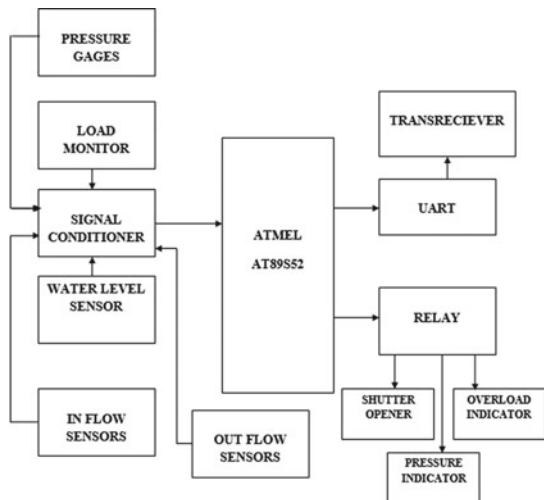 PRESSURE
GAGES
LOAD
MONITOR
SIGNAL
CONDITIONER
WATER LEVEL
SENSOR
IN FLOW
SENSORS
OUT FLOW
SENSORS
ATMEL
AT89S52
TRANSRECIEVER
UART
RELAY
SHUTTER
OPENER
PRESSURE
INDICATOR
OVERLOAD
INDICATOR